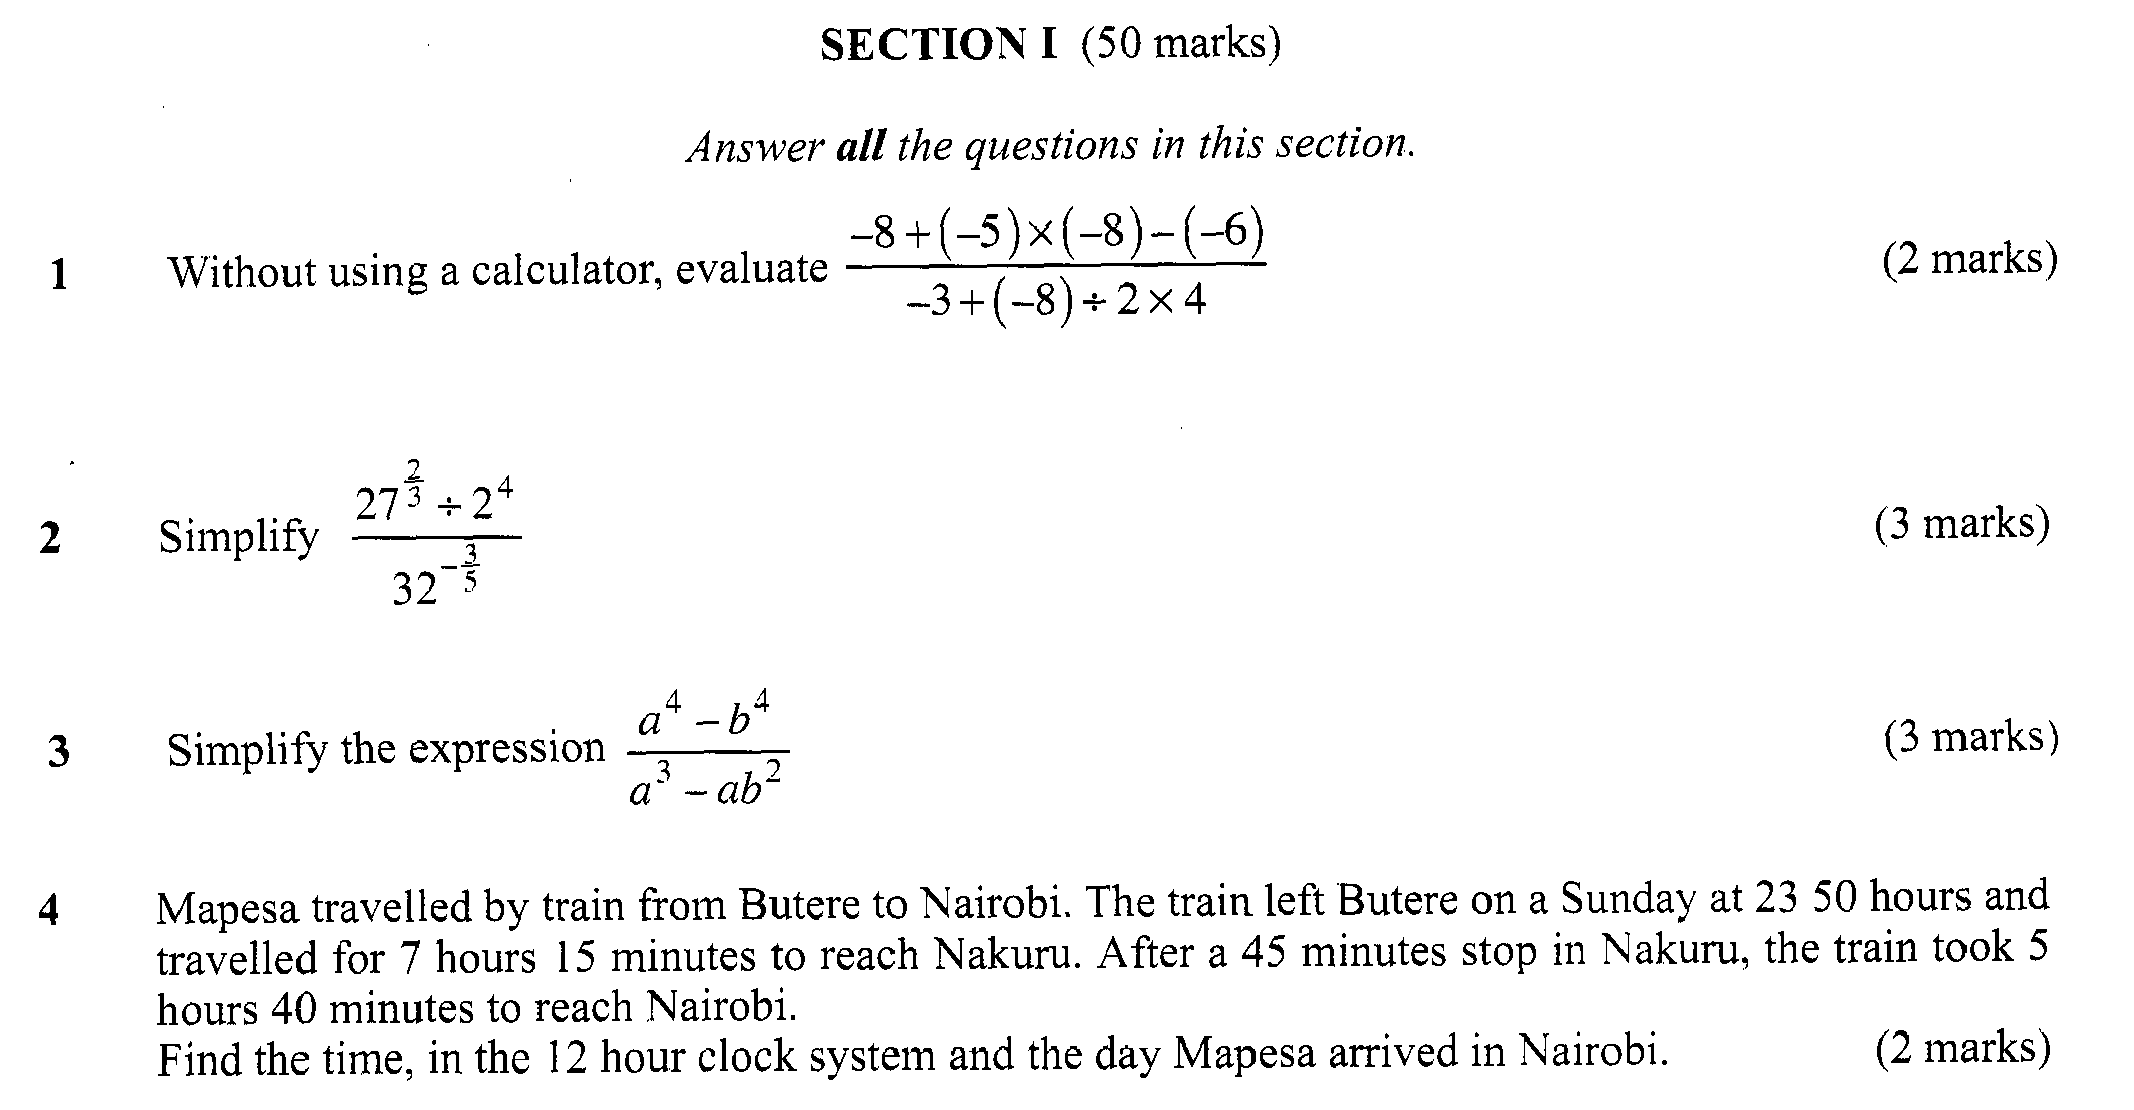 SECTION I (50 marks)
Answer all the questions in this section.
1 Without using a calculator, evaluate \frac{-8+(-5)×(-8)-(-6)}{-3+(-8)÷2×4} (2 marks)
2 Simplify \frac{27^{\frac{2}{3}}÷2^{4}}{32^{-\frac{3}{5}}} (3 marks)
3 Simplify the expression \frac{a^{4}-b^{4}}{a^{3}-ab^{2}} (3 marks)
4 Mapesa travelled by train from Butere to Nairobi. The train left Butere on a Sunday at 23 50 hours and
travelled for 7 hours 15 minutes to reach Nakuru. After a 45 minutes stop in Nakuru, the train took 5
hours 40 minutes to reach Nairobi.
Find the time, in the 12 hour clock system and the day Mapesa arrived in Nairobi. (2 marks)